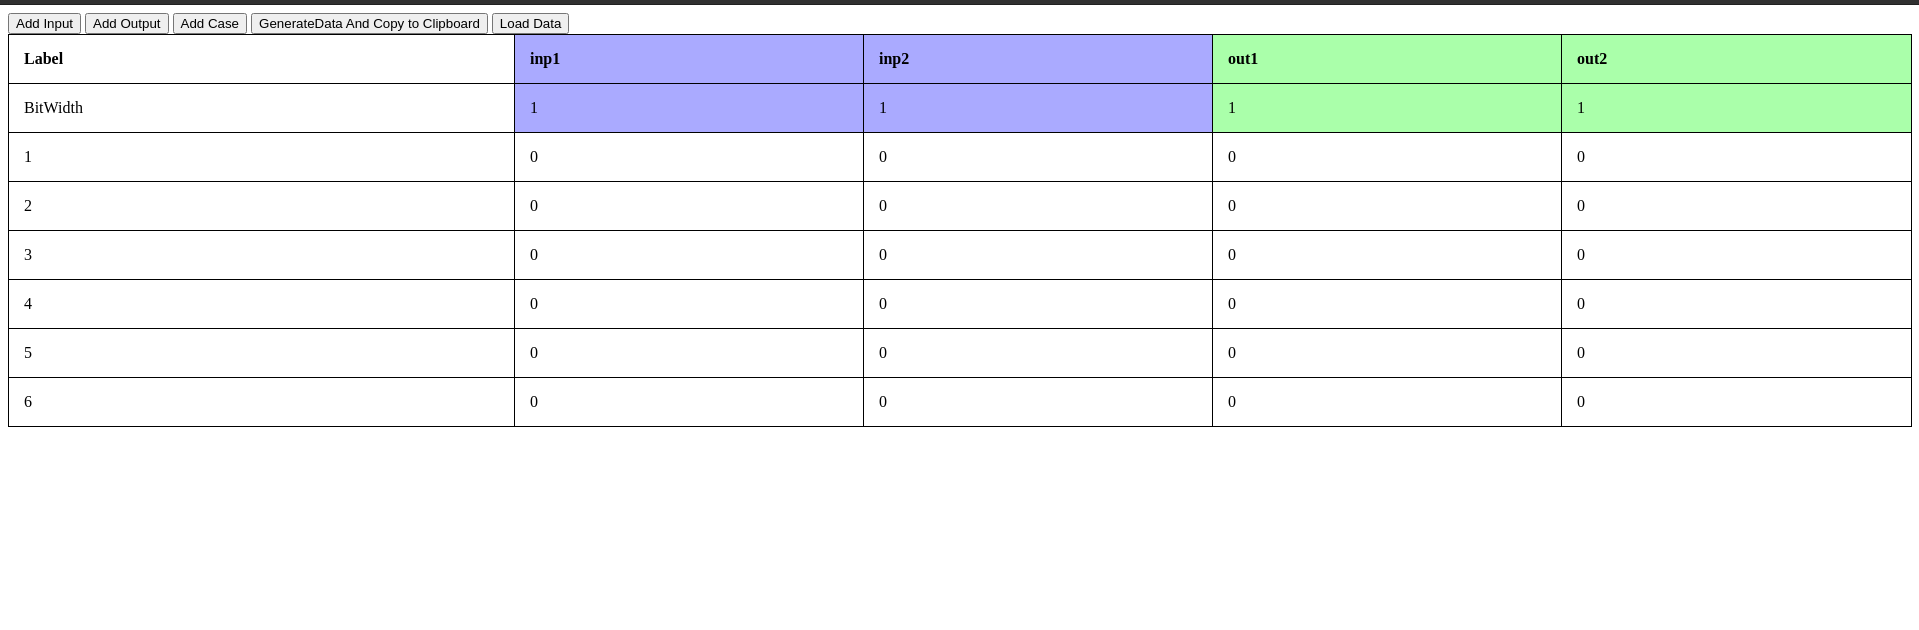 Add Input Add Output Add Case GenerateData And Copy to Clipboard Load Data
Label inp1 inp2 out1 out2
BitWidth 1 1 1 1
1 0 0 0 0
2 0 0 0 0
3 0 0 0 0
4 0 0 0 0
5 0 0 0 0
6 0 0 0 0